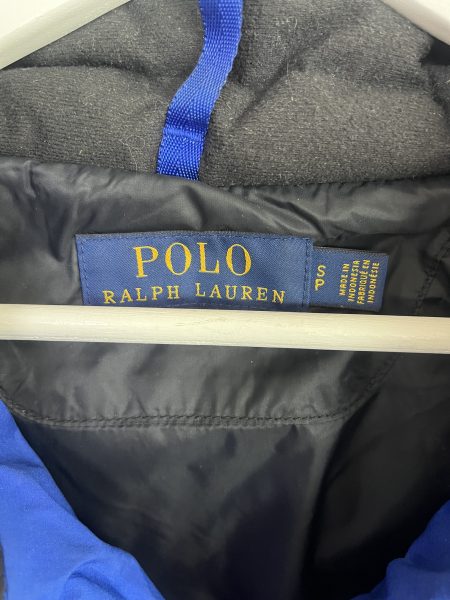 POLO
RALPH LAUREN
S
P
MADE IN
INDONESIA
FABRIQUÉ EN
INDONÉSIE